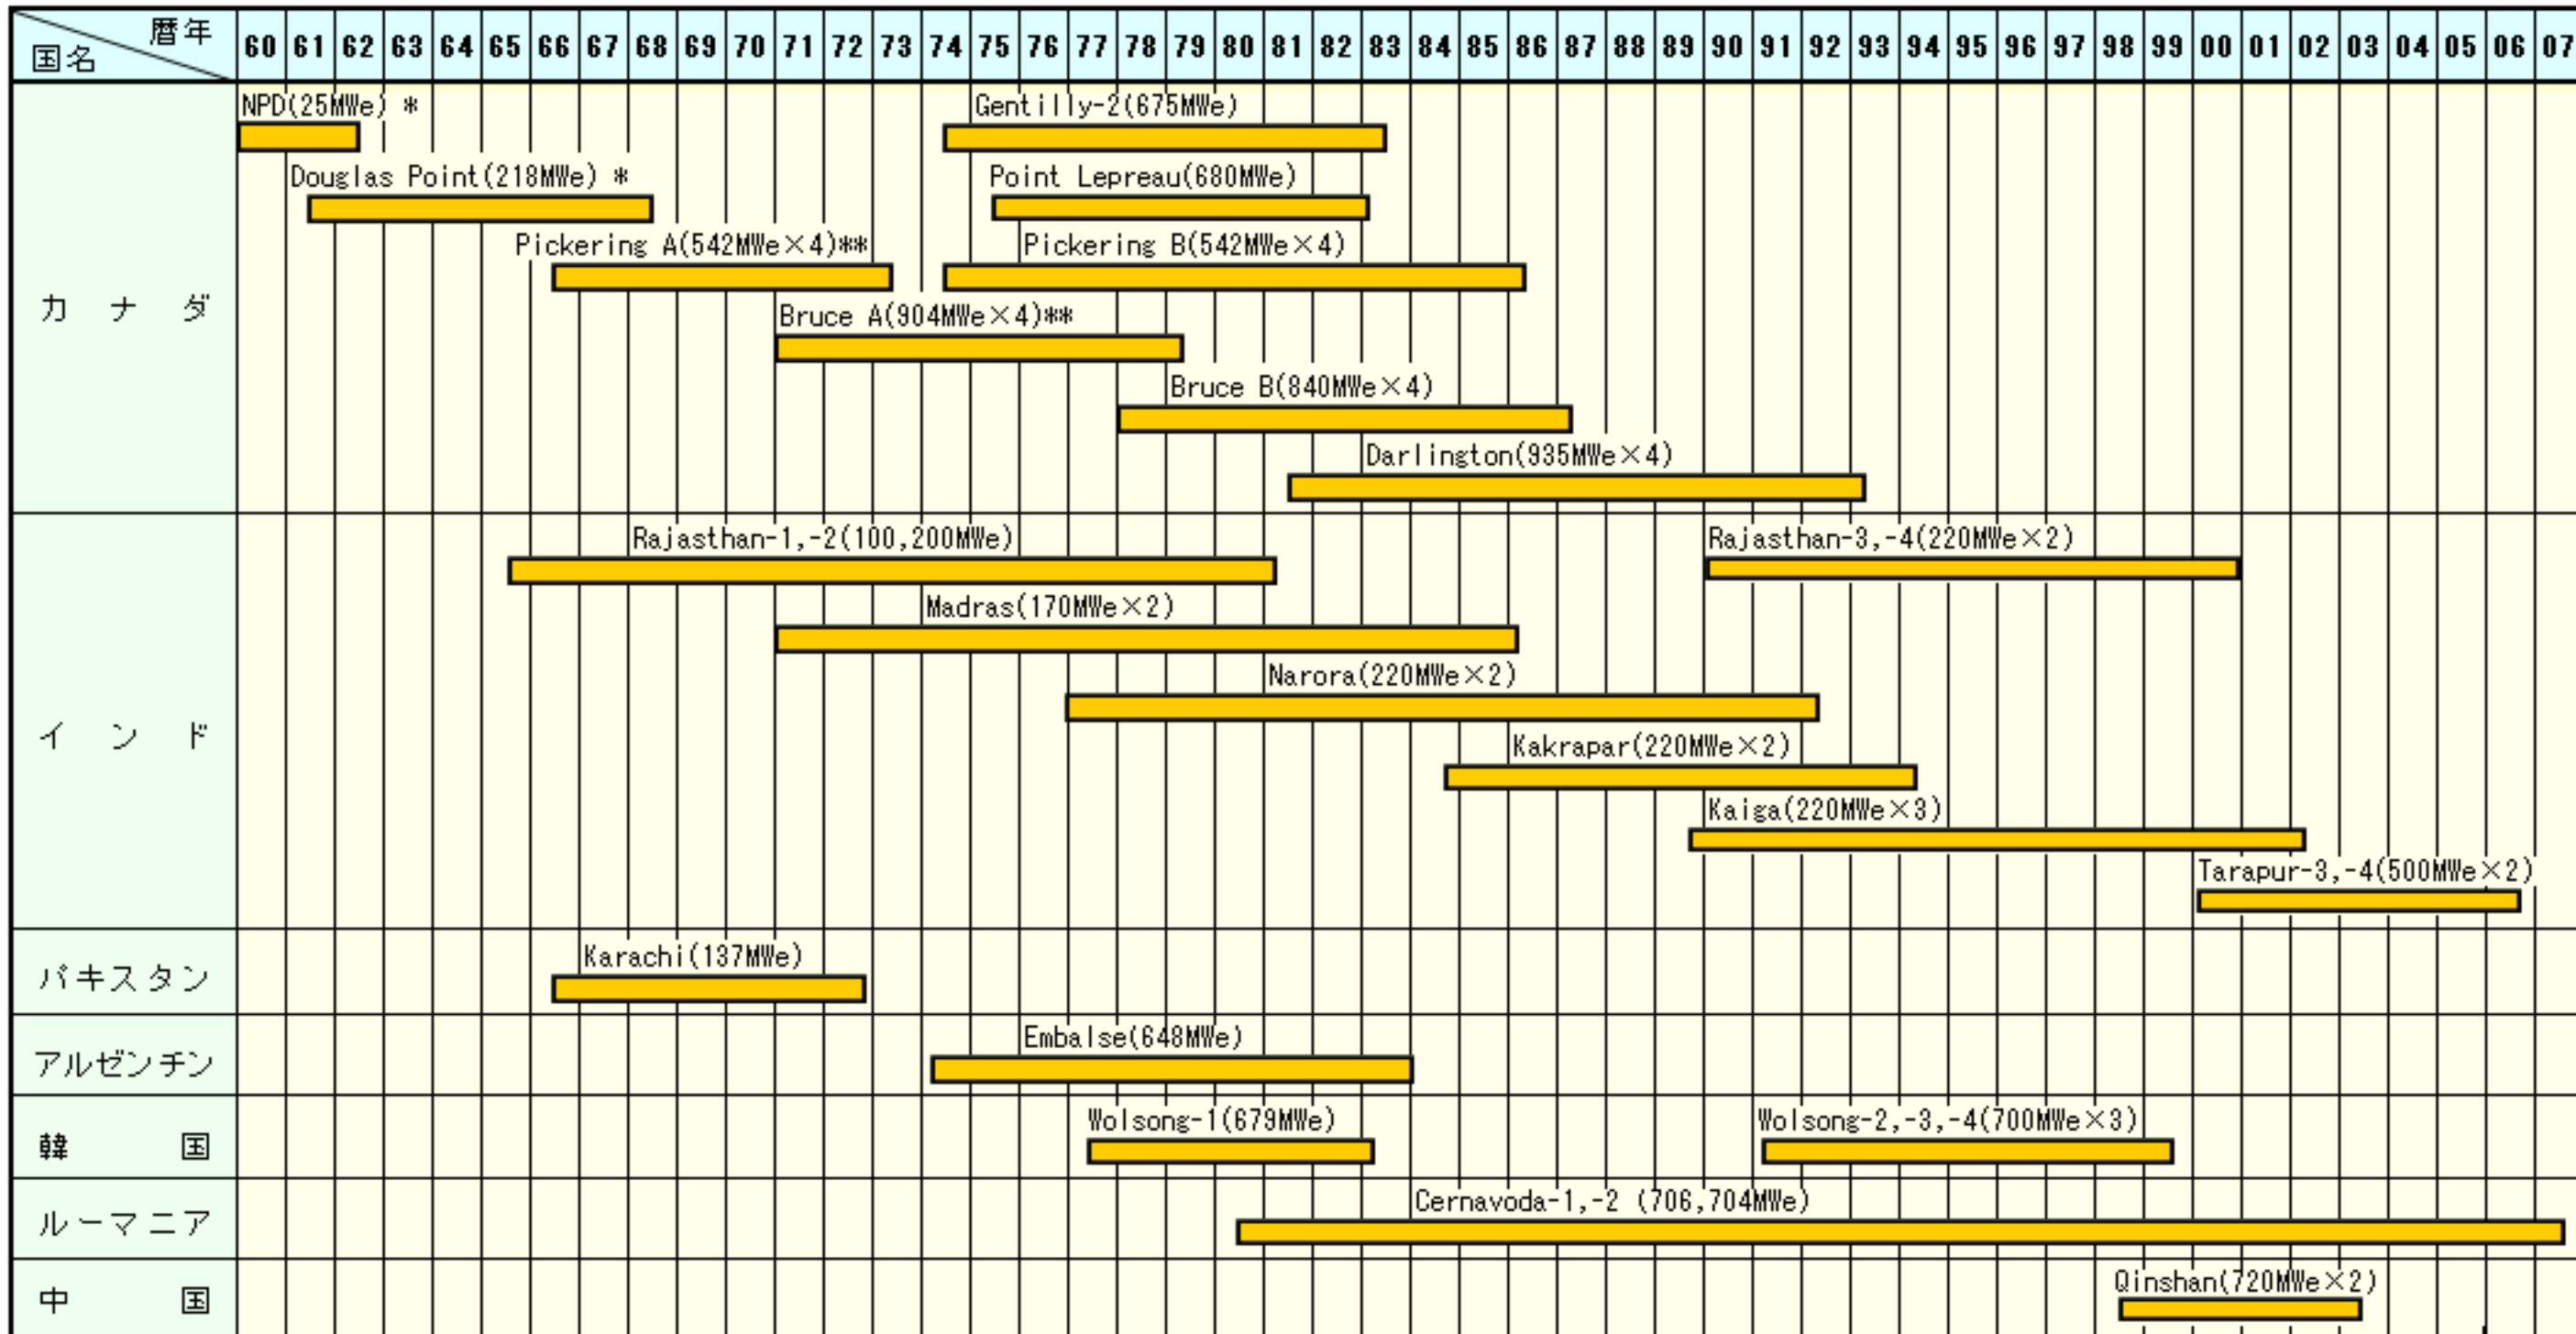 暦年
国名
60 61 62 63 64 65 66 67 68 69 70 71 72 73 74 75 76 77 78 79 80 81 82 83 84 85 86 87 88 89 90 91 92 93 94 95 96 97 98 99 00 01 02 03 04 05 06 07
カナダ
NPD(25MWe) *
Gentilly-2(675MWe)
Douglas Point(218MWe) *
Point Lepreau(680MWe)
Pickering A(542MWe×4)**
Pickering B(542MWe×4)
Bruce A(904MWe×4)**
Bruce B(840MWe×4)
Darlington(935MWe×4)
インド
Rajasthan-1,-2(100,200MWe)
Rajasthan-3,-4(220MWe×2)
Madras(170MWe×2)
Narora(220MWe×2)
Kakrapar(220MWe×2)
Kaiga(220MWe×3)
Tarapur-3,-4(500MWe×2)
パキスタン
Karachi(137MWe)
アルゼンチン
Embalse(648MWe)
韓国
Wolsong-1(679MWe)
Wolsong-2,-3,-4(700MWe×3)
ルーマニア
Cernavoda-1,-2 (706,704MWe)
中国
Qinshan(720MWe×2)